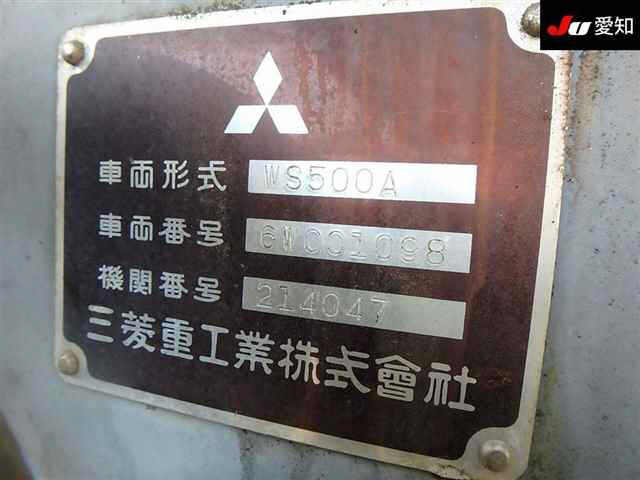 JU 愛知
車両形式 WS500A
車両番号 6W001098
機関番号 214047
三菱重工業株式會社